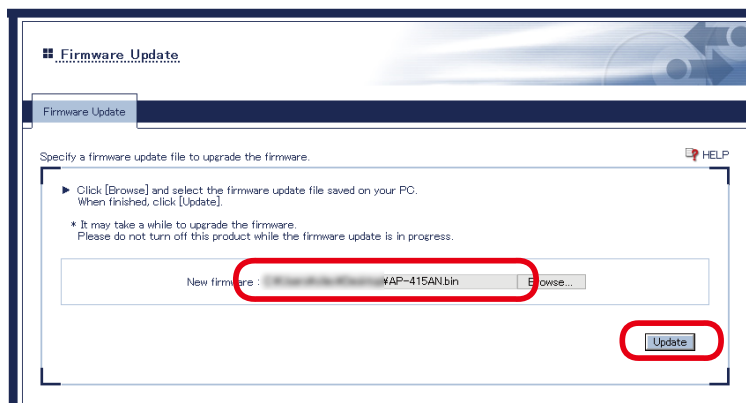 Firmware Update
Firmware Update
Specify a firmware update file to upgrade the firmware.
HELP
Click [Browse] and select the firmware update file saved on your PC.
When finished, click [Update].
* It may take a while to upgrade the firmware.
Please do not turn off this product while the firmware update is in progress.
New firmware : ¥AP-415AN.bin Browse...
Update